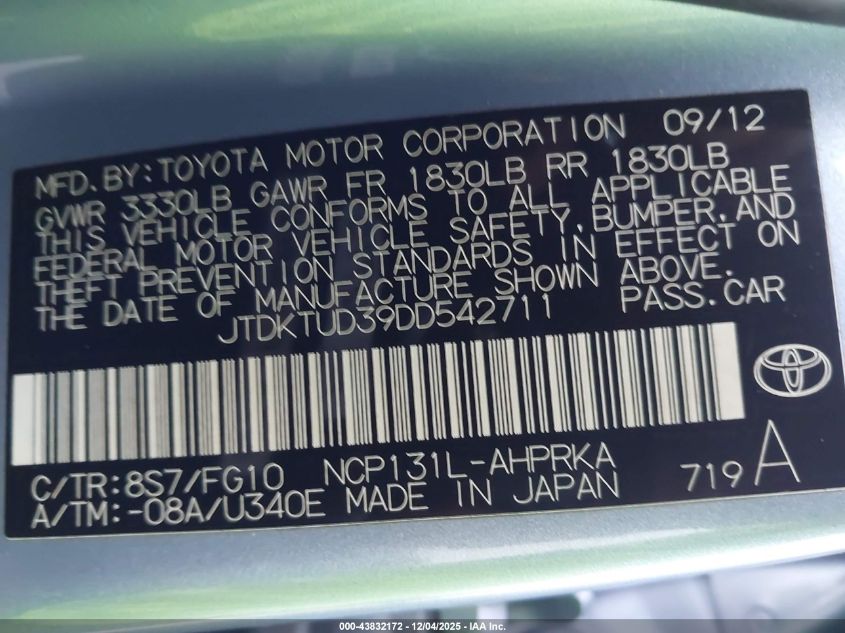 MFD.BY:TOYOTA MOTOR CORPORATION 09/12
GVWR 3330LB GAWR FR 1830LB RR 1830LB
THIS VEHICLE CONFORMS TO ALL APPLICABLE
FEDERAL MOTOR VEHICLE SAFETY,BUMPER,AND
THEFT PREVENTION STANDARDS IN EFFECT ON
THE DATE OF MANUFACTURE SHOWN ABOVE.
JTDKTUD39DD542711 PASS.CAR
C/TR:8S7/FG10 NCP131L-AHPRKA
A/TM:-08A/U340E MADE IN JAPAN 719 A
000-43832172 - 12/04/2025 - IAA Inc.